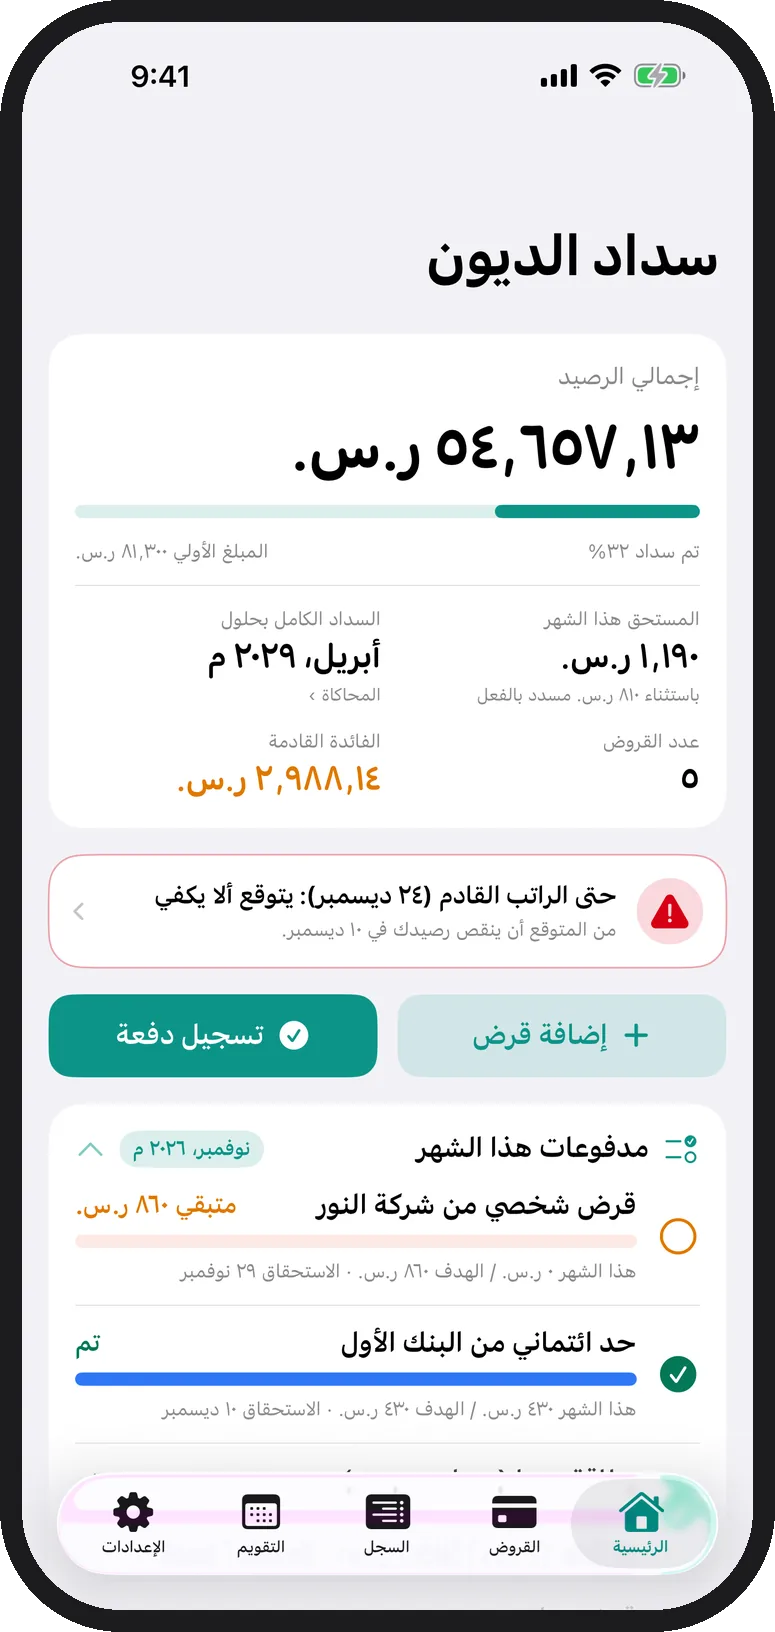 9:41
سداد الديون
إجمالي الرصيد
٥٤,٦٥٧,١٣ ر.س.
تم سداد ٣٢%
المبلغ الأولي ٨١,٣٠٠ ر.س.
المستحق هذا الشهر
السداد الكامل بحلول
١,١٩٠ ر.س.
أبريل، ٢٠٢٩ م
باستثناء ٨١٠ ر.س. مسدد بالفعل
المحاكاة ›
عدد القروض
الفائدة القادمة
٥
٢,٩٨٨,١٤ ر.س.
حتى الراتب القادم (٢٤ ديسمبر): يتوقع ألا يكفي
من المتوقع أن ينقص رصيدك في ١٠ ديسمبر.
إضافة قرض
تسجيل دفعة
مدفوعات هذا الشهر
نوفمبر، ٢٠٢٦ م
قرض شخصي من شركة النور
متبقي ٨٦٠ ر.س.
هذا الشهر ٠ ر.س. / الهدف ٨٦٠ ر.س. · الاستحقاق ٢٩ نوفمبر
حد ائتماني من البنك الأول
تم
هذا الشهر ٤٣٠ ر.س. / الهدف ٤٣٠ ر.س. · الاستحقاق ١٠ ديسمبر
الرئيسية
القروض
السجل
التقويم
الإعدادات